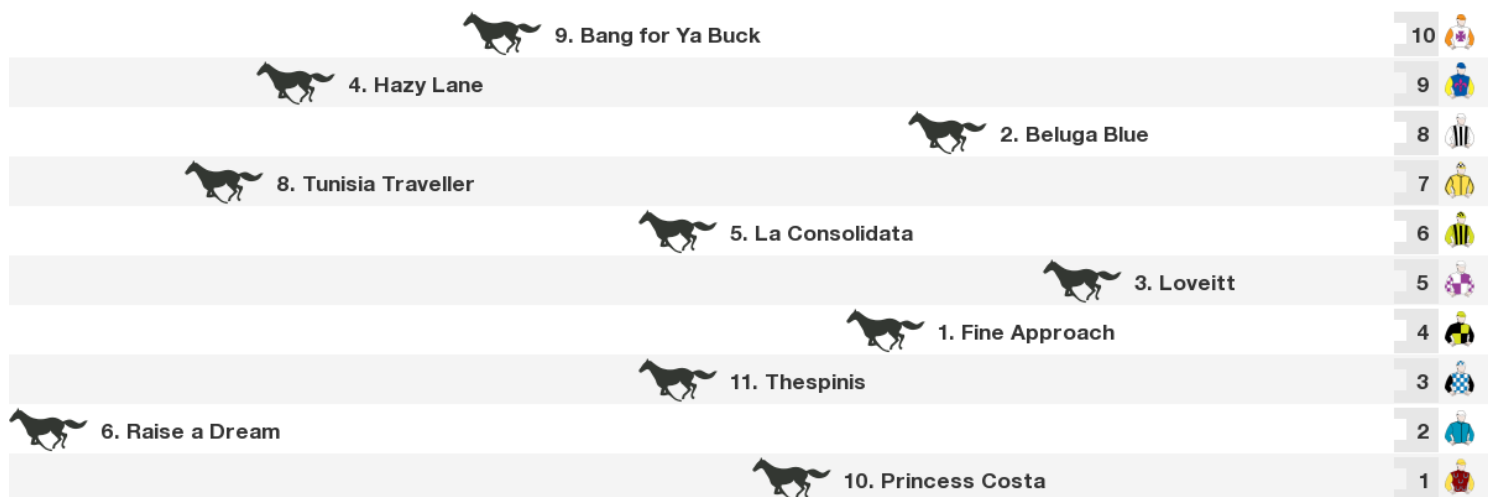 9. Bang for Ya Buck 10
4. Hazy Lane 9
2. Beluga Blue 8
8. Tunisia Traveller 7
5. La Consolidata 6
3. Loveitt 5
1. Fine Approach 4
11. Thespinis 3
6. Raise a Dream 2
10. Princess Costa 1